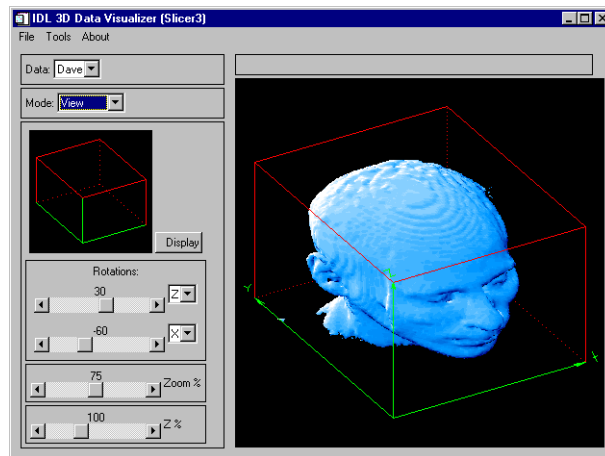 IDL 3D Data Visualizer (Slicer3)
File Tools About
Data: Dave
Mode: View
Display
Rotations:
30
Z
-60
X
75
Zoom %
100
Z %
Y
X